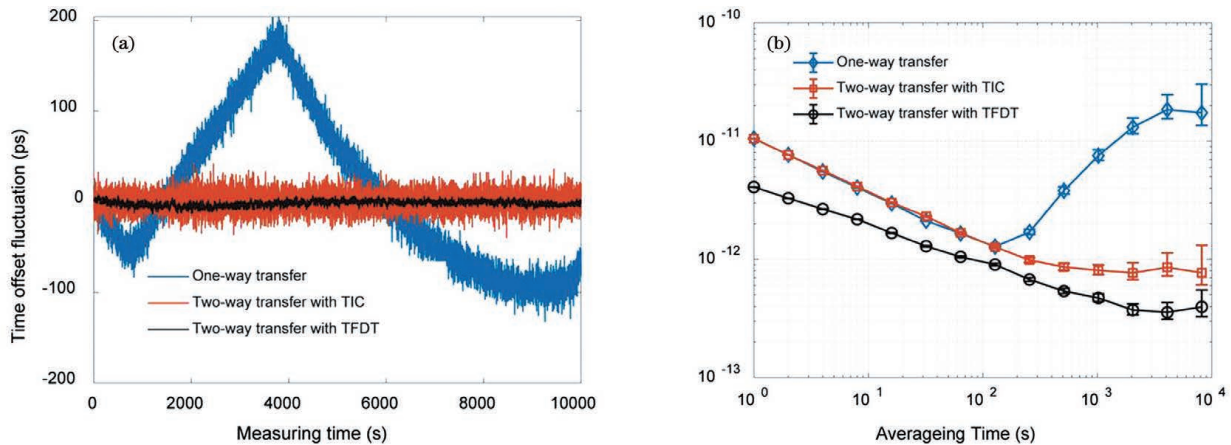 (a)
Time offset fluctuation (ps)
200
100
0
-100
-200
One-way transfer
Two-way transfer with TIC
Two-way transfer with TFDT
0 2000 4000 6000 8000 10000
Measuring time (s)
(b)
10 -10
10 -11
10 -12
10 -13
One-way transfer
Two-way transfer with TIC
Two-way transfer with TFDT
10 0 10 1 10 2 10 3 10 4
Averageing Time (s)